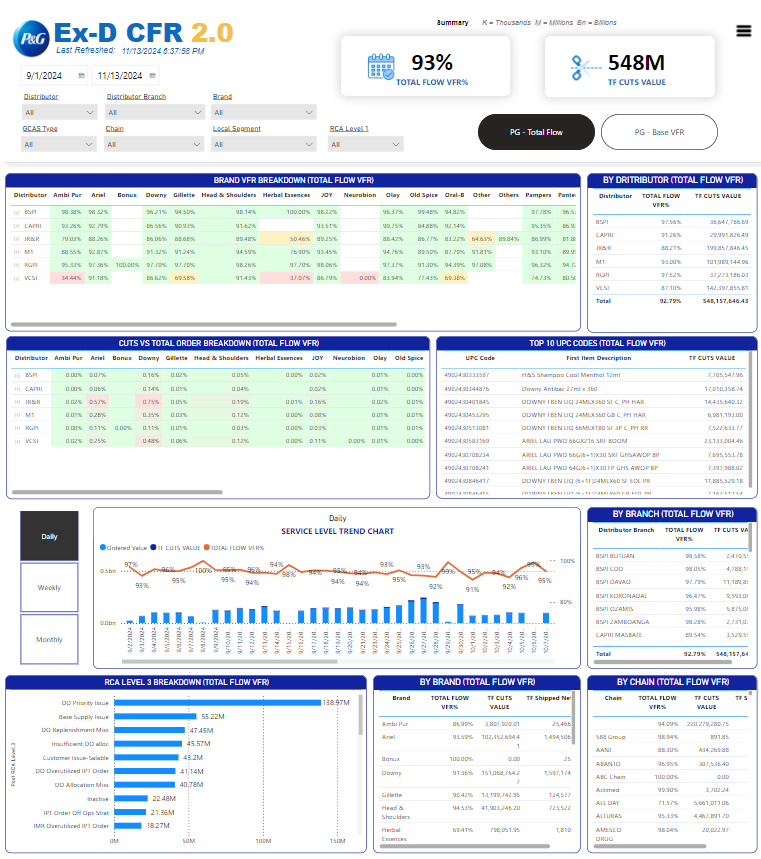 P&G
Ex-D CFR 2.0
Last Refreshed: 11/13/2024 6:37:58 PM
Summary K = Thousands M = Millions Bn = Billions
93%
TOTAL FLOW VFR%
548M
TF CUTS VALUE
9/1/2024 11/13/2024
Distributor Distributor Branch Brand
All All All
GCAS Type Chain Local Segment RCA Level 1
All All All All
PG - Total Flow PG - Base VFR
BRAND VFR BREAKDOWN (TOTAL FLOW VFR)
Distributor Ambi Pur Ariel Bonux Downy Gillette Head & Shoulders Herbal Essences JOY Neurobion Olay Old Spice Oral-B Other Others Pampers Pante
BSPI 98.38% 98.32% 96.21% 94.50% 98.14% 100.00% 98.22% 96.37% 99.48% 94.82% 97.78% 96.5
CAPRI 93.26% 92.79% 86.56% 90.93% 91.62% 93.51% 90.75% 84.88% 92.14% 95.35% 91.9
JR&R 79.03% 88.26% 86.06% 88.68% 89.48% 50.46% 89.25% 88.42% 86.77% 83.22% 64.63% 89.84% 86.99% 81.8
M1 88.55% 92.87% 91.32% 91.24% 94.59% 76.90% 93.45% 94.76% 89.50% 87.79% 91.81% 93.10% 89.9
RGPI 95.33% 97.36% 100.00% 97.70% 97.70% 98.26% 97.70% 98.06% 97.37% 91.30% 94.39% 97.08% 96.32% 94.7
VCSI 34.44% 91.18% 86.62% 69.58% 91.43% 37.07% 86.79% 0.00% 83.94% 77.43% 69.38% 74.73% 80.5
BY DRITRIBUTOR (TOTAL FLOW VFR)
Distributor TOTAL FLOW VFR% TF CUTS VALUE
BSPI 97.56% 36,647,786.69
CAPRI 91.26% 29,991,826.49
JR&R 88.21% 199,857,846.45
M1 93.00% 101,989,144.96
RGPI 97.52% 37,273,186.03
VCSI 87.10% 142,397,855.81
Total 92.79% 548,157,646.43
CUTS VS TOTAL ORDER BREAKDOWN (TOTAL FLOW VFR)
Distributor Ambi Pur Ariel Bonux Downy Gillette Head & Shoulders Herbal Essences JOY Neurobion Olay Old Spice
BSPI 0.00% 0.07% 0.16% 0.02% 0.05% 0.00% 0.02% 0.01% 0.00%
CAPRI 0.00% 0.06% 0.14% 0.01% 0.04% 0.02% 0.01% 0.00%
JR&R 0.02% 0.57% 0.75% 0.05% 0.19% 0.01% 0.16% 0.02% 0.01%
M1 0.01% 0.28% 0.35% 0.03% 0.12% 0.00% 0.08% 0.01% 0.01%
RGPI 0.00% 0.11% 0.00% 0.11% 0.01% 0.03% 0.00% 0.03% 0.01% 0.00%
VCSI 0.02% 0.25% 0.48% 0.06% 0.12% 0.00% 0.11% 0.00% 0.04% 0.01%
TOP 10 UPC CODES (TOTAL FLOW VFR)
UPC Code First Item Description TF CUTS VALUE
4902430333597 H&S Shampoo Cool Menthol 12ml 7,705,547.96
4902430344876 Downy Antibac 27ml x 360 17,010,358.74
4902430401845 DOWNY FBEN LIQ 24MLX360 SF C_PH HAR 14,435,640.32
4902430453295 DOWNY FBEN LIQ 24MLX360 GB C_PH HAR 6,981,193.00
4902430513081 DOWNY FBEN LIQ 66MLX180 SF 3P C_PH RR 7,522,633.77
4902430583169 ARIEL LAU PWD 66GX216 SRT BOOM 23,133,004.46
4902430708234 ARIEL LAU PWD 66G(6+1)X30 SRT GHSAWOP BP 7,695,553.78
4902430708241 ARIEL LAU PWD 64G(6+1)X30 FP GHS AWOP BP 7,397,988.02
4902430846417 DOWNY FBEN LIQ (6+1)24MLX60 SF EOL PR 11,885,529.18
Daily
Weekly
Monthly
Daily
SERVICE LEVEL TREND CHART
Ordered Value TF CUTS VALUE TOTAL FLOW VFR%
0.5bn
0.0bn
100%
80%
97% 93% 96% 95% 100% 95% 96% 94% 94% 98% 94% 95% 95% 94% 93% 95% 93% 92% 99% 95% 91% 94% 92% 96% 99% 95%
BY BRANCH (TOTAL FLOW VFR)
Distributor Branch TOTAL FLOW VFR% TF CUTS VA
BSPI BUTUAN 98.58% 2,470,5
BSPI CDO 98.05% 4,788,1
BSPI DAVAO 97.79% 11,189,8
BSPI KORONADAL 96.47% 9,593,0
BSPI OZAMIS 95.98% 5,875,0
BSPI ZAMBOANGA 98.28% 2,731,0
CAPRI MASBATE 89.54% 3,529,5
Total 92.79% 548,157,64
RCA LEVEL 3 BREAKDOWN (TOTAL FLOW VFR)
Post RCA Level 3
DO Priority Issue 138.97M
Base Supply Issue 55.22M
DO Replenishment Miss 47.45M
Insufficient DO alloc 45.57M
Customer Issue-Salable 43.2M
DO Overutilized IPT Order 41.14M
DO Allocation Miss 40.78M
Inactive 22.48M
IPT Order Off Ops Strat 21.36M
IMR Overutilized IPT Order 18.27M
0M 50M 100M 150M
BY BRAND (TOTAL FLOW VFR)
Brand TOTAL FLOW VFR% TF CUTS VALUE TF Shipped Net
Ambi Pur 86.99% 3,807,920.01 25,466
Ariel 93.59% 102,352,694.41 1,494,506
Bonux 100.00% 0.00 25
Downy 91.36% 151,068,764.27 1,597,174
Gillette 90.42% 13,199,742.95 124,577
Head & Shoulders 94.53% 41,903,246.20 723,522
Herbal Essences 69.41% 798,051.95 1,810
BY CHAIN (TOTAL FLOW VFR)
Chain TOTAL FLOW VFR% TF CUTS VALUE TF S
94.09% 220,279,280.75
588 Group 98.94% 891.85
AANI 88.30% 434,269.88
ABANTO 96.95% 307,536.40
ABC Chain 100.00% 0.00
Actimed 99.90% 3,702.24
ALL DAY 71.57% 5,661,011.06
ALTURAS 95.33% 4,467,891.70
AMESCO DRUG 98.04% 20,022.97